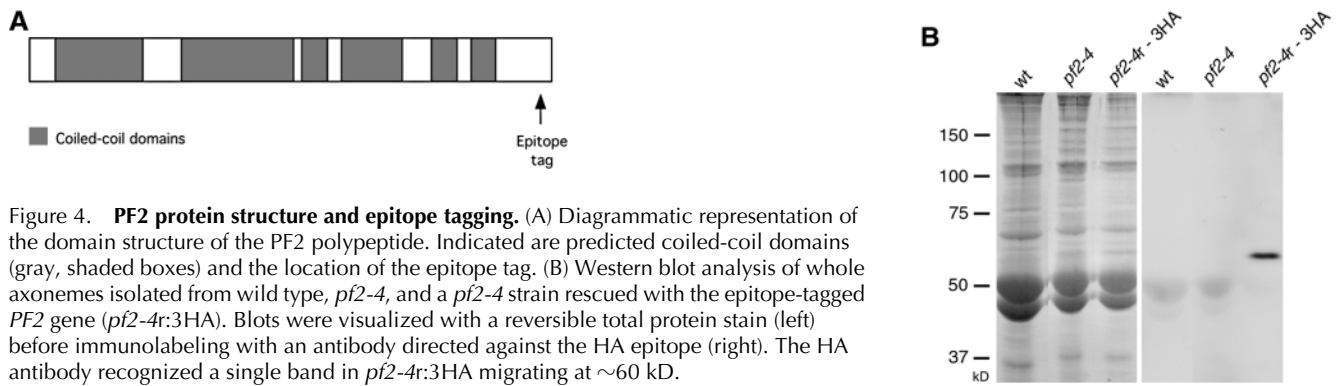 A
Coiled-coil domains
Epitope
tag
Figure 4. PF2 protein structure and epitope tagging. (A) Diagrammatic representation of
the domain structure of the PF2 polypeptide. Indicated are predicted coiled-coil domains
(gray, shaded boxes) and the location of the epitope tag. (B) Western blot analysis of whole
axonemes isolated from wild type, pf2-4, and a pf2-4 strain rescued with the epitope-tagged
PF2 gene (pf2-4r:3HA). Blots were visualized with a reversible total protein stain (left)
before immunolabeling with an antibody directed against the HA epitope (right). The HA
antibody recognized a single band in pf2-4r:3HA migrating at ~60 kD.
B
wt pf2-4 pf2-4r - 3HA wt pf2-4 pf2-4r - 3HA
150
100
75
50
37
kD